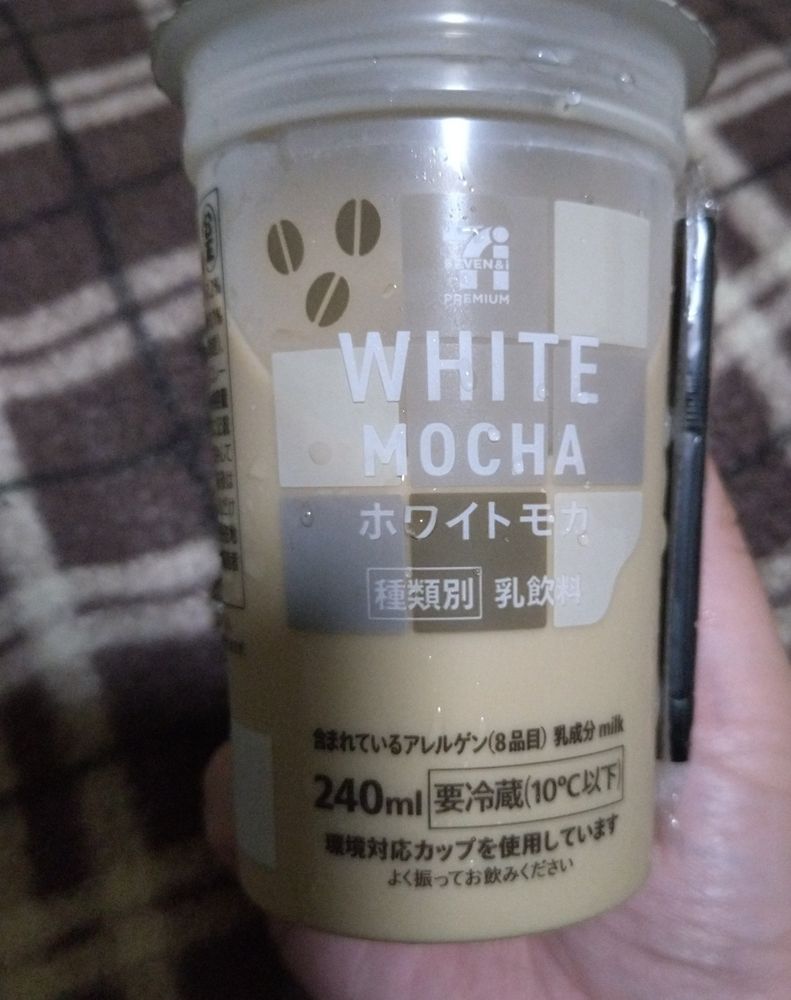 SEVEN&i
PREMIUM
WHITE
MOCHA
ホワイトモカ
種類別 乳飲料
含まれているアレルゲン(8品目) 乳成分 milk
240ml 要冷蔵(10℃以下)
環境対応カップを使用しています
よく振ってお飲みください